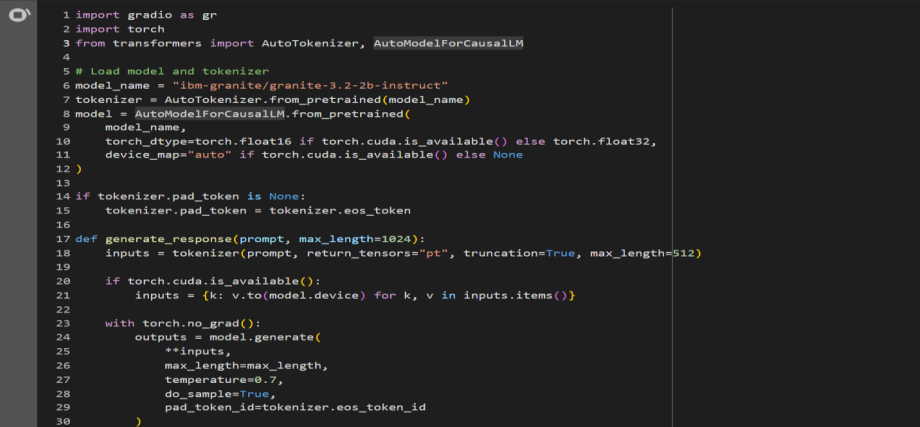 1 import gradio as gr
2 import torch
3 from transformers import AutoTokenizer, AutoModelForCausalLM
4
5 # Load model and tokenizer
6 model_name = "ibm-granite/granite-3.2-2b-instruct"
7 tokenizer = AutoTokenizer.from_pretrained(model_name)
8 model = AutoModelForCausalLM.from_pretrained(
9     model_name,
10     torch_dtype=torch.float16 if torch.cuda.is_available() else torch.float32,
11     device_map="auto" if torch.cuda.is_available() else None
12 )
13
14 if tokenizer.pad_token is None:
15     tokenizer.pad_token = tokenizer.eos_token
16
17 def generate_response(prompt, max_length=1024):
18     inputs = tokenizer(prompt, return_tensors="pt", truncation=True, max_length=512)
19
20     if torch.cuda.is_available():
21         inputs = {k: v.to(model.device) for k, v in inputs.items()}
22
23     with torch.no_grad():
24         outputs = model.generate(
25             **inputs,
26             max_length=max_length,
27             temperature=0.7,
28             do_sample=True,
29             pad_token_id=tokenizer.eos_token_id
30         )